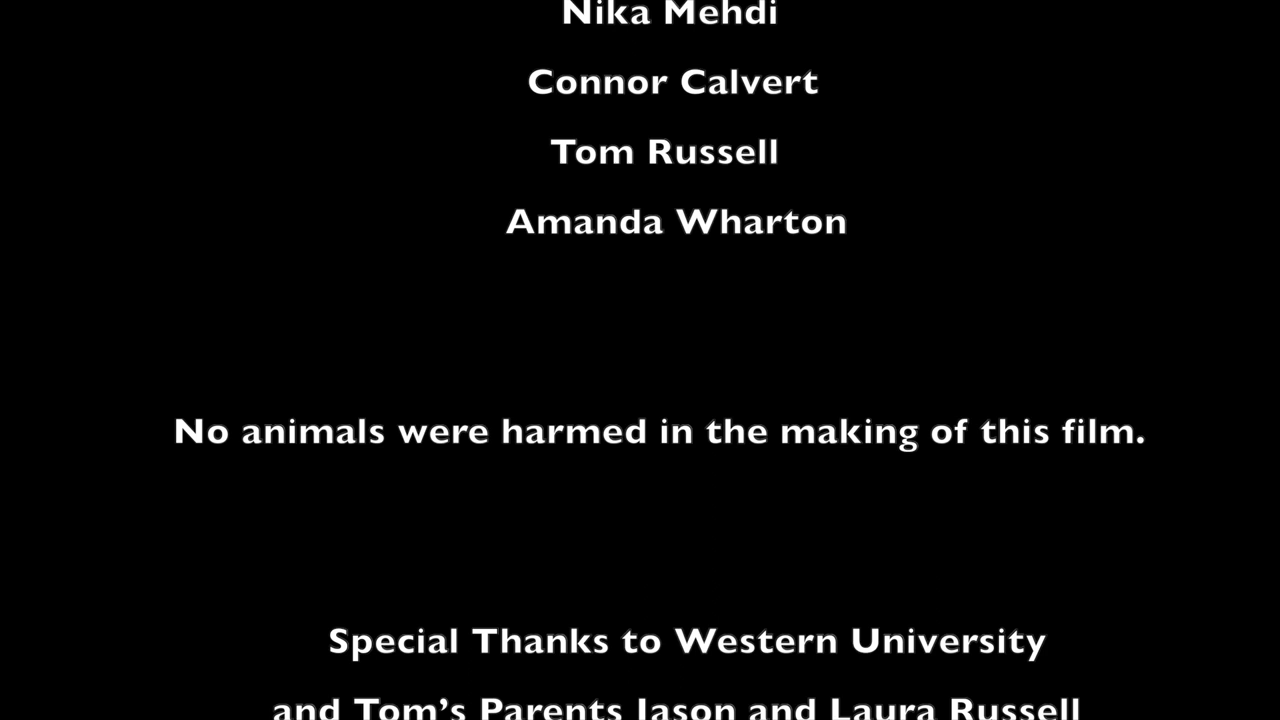 Nika Mehdi
Connor Calvert
Tom Russell
Amanda Wharton
No animals were harmed in the making of this film.
Special Thanks to Western University
and Tom’s Parents Jason and Laura Russell